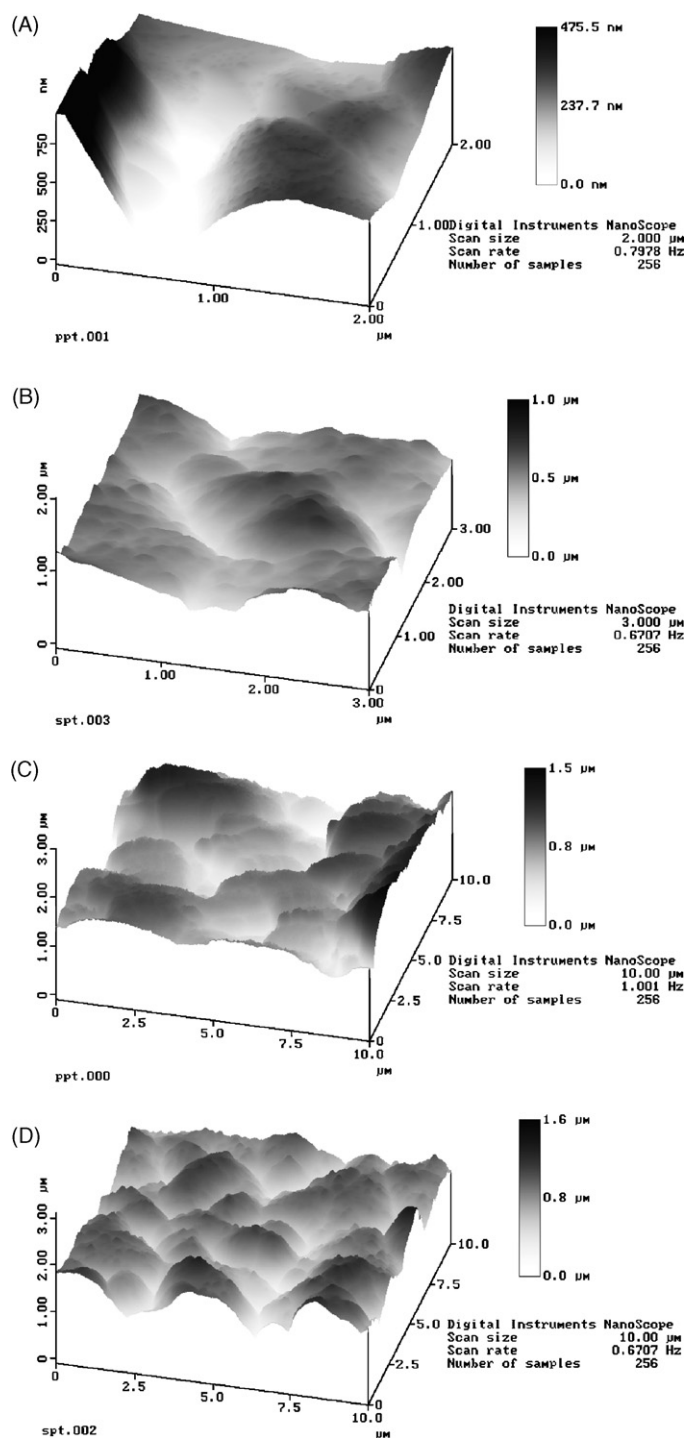 (A)
475.5 nm
237.7 nm
0.0 nm
nm
750
500
250
0
0
1.00
2.00
μm
0
1.00
2.00
Digital Instruments NanoScope
Scan size 2.000 μm
Scan rate 0.7978 Hz
Number of samples 256
ppt.001
(B)
1.0 μm
0.5 μm
0.0 μm
2.00 μm
1.00
0
0
1.00
2.00
3.00
μm
0
1.00
2.00
3.00
Digital Instruments NanoScope
Scan size 3.000 μm
Scan rate 0.6707 Hz
Number of samples 256
spt.003
(C)
1.5 μm
0.8 μm
0.0 μm
μm
3.00
2.00
1.00
0
0
2.5
5.0
7.5
10.0
μm
0
2.5
5.0
7.5
10.0
Digital Instruments NanoScope
Scan size 10.00 μm
Scan rate 1.001 Hz
Number of samples 256
ppt.000
(D)
1.6 μm
0.8 μm
0.0 μm
μm
3.00
2.00
1.00
0
0
2.5
5.0
7.5
10.0
μm
0
2.5
5.0
7.5
10.0
Digital Instruments NanoScope
Scan size 10.00 μm
Scan rate 0.6707 Hz
Number of samples 256
spt.002